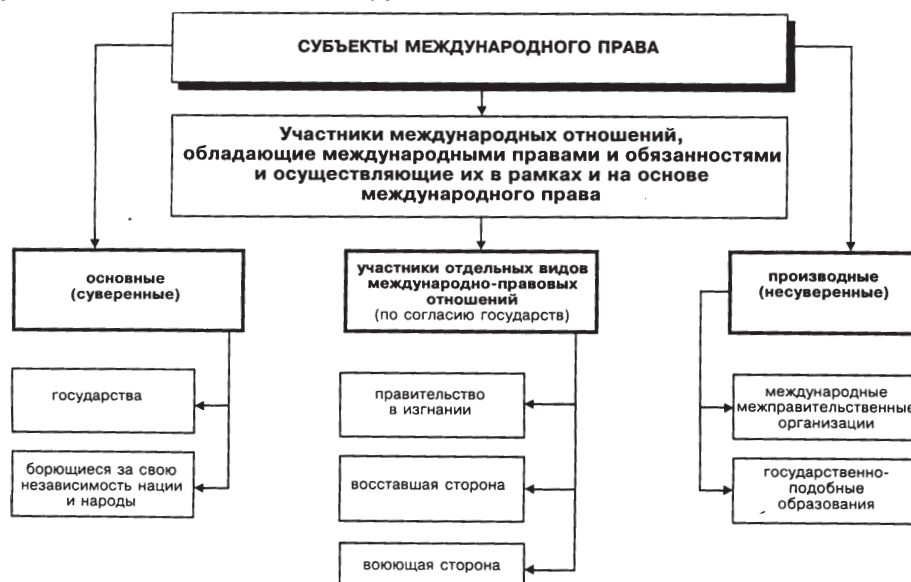 СУБЪЕКТЫ МЕЖДУНАРОДНОГО ПРАВА
Участники международных отношений,
обладающие международными правами и обязанностями
и осуществляющие их в рамках и на основе
международного права
основные
(суверенные)
государства
борющиеся за свою
независимость нации
и народы
участники отдельных видов
международно-правовых
отношений
(по согласию государств)
правительство
в изгнании
восставшая сторона
воюющая сторона
производные
(несуверенные)
международные
межправительственные
организации
государственно-
подобные
образования